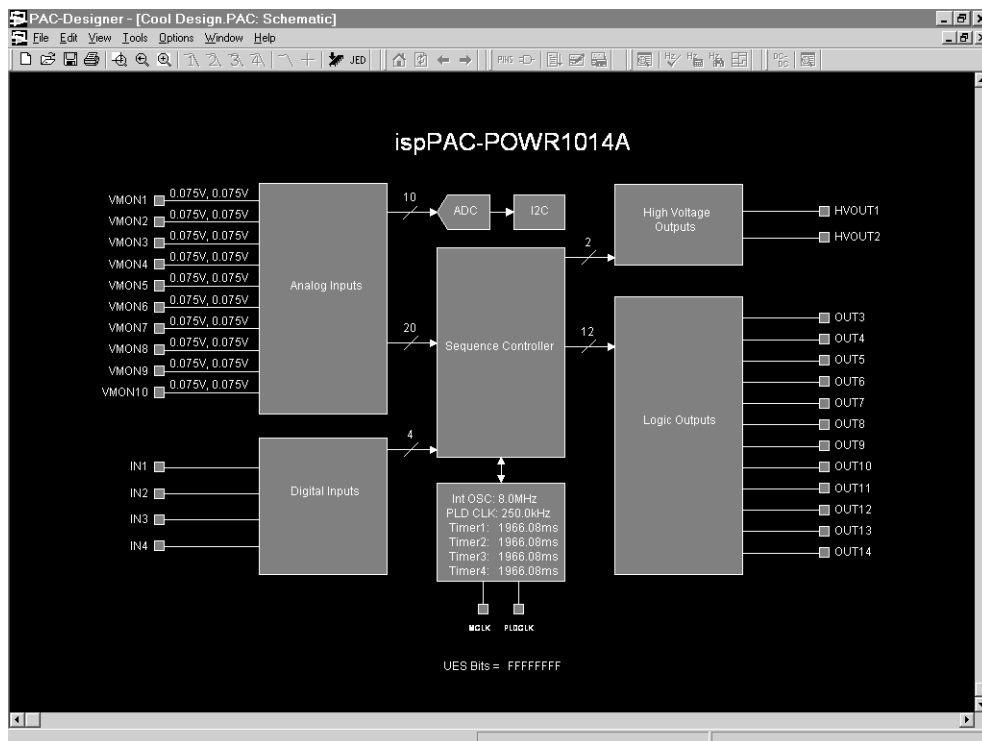 PAC-Designer - [Cool Design.PAC: Schematic]
File Edit View Tools Options Window Help
JED PINS Hz Hz Hz DC- DC
ispPAC-POWR1014A
VMON1 0.075V, 0.075V
VMON2 0.075V, 0.075V
VMON3 0.075V, 0.075V
VMON4 0.075V, 0.075V
VMON5 0.075V, 0.075V
VMON6 0.075V, 0.075V
VMON7 0.075V, 0.075V
VMON8 0.075V, 0.075V
VMON9 0.075V, 0.075V
VMON10 0.075V, 0.075V
Analog Inputs
10
20
ADC
I2C
IN1
IN2
IN3
IN4
Digital Inputs
4
Sequence Controller
2
12
High Voltage
Outputs
HVOUT1
HVOUT2
Logic Outputs
OUT3
OUT4
OUT5
OUT6
OUT7
OUT8
OUT9
OUT10
OUT11
OUT12
OUT13
OUT14
Int OSC: 8.0MHz
PLD CLK: 250.0kHz
Timer1: 1966.08ms
Timer2: 1966.08ms
Timer3: 1966.08ms
Timer4: 1966.08ms
MCLK PLDCLK
UES Bits = FFFFFFFF